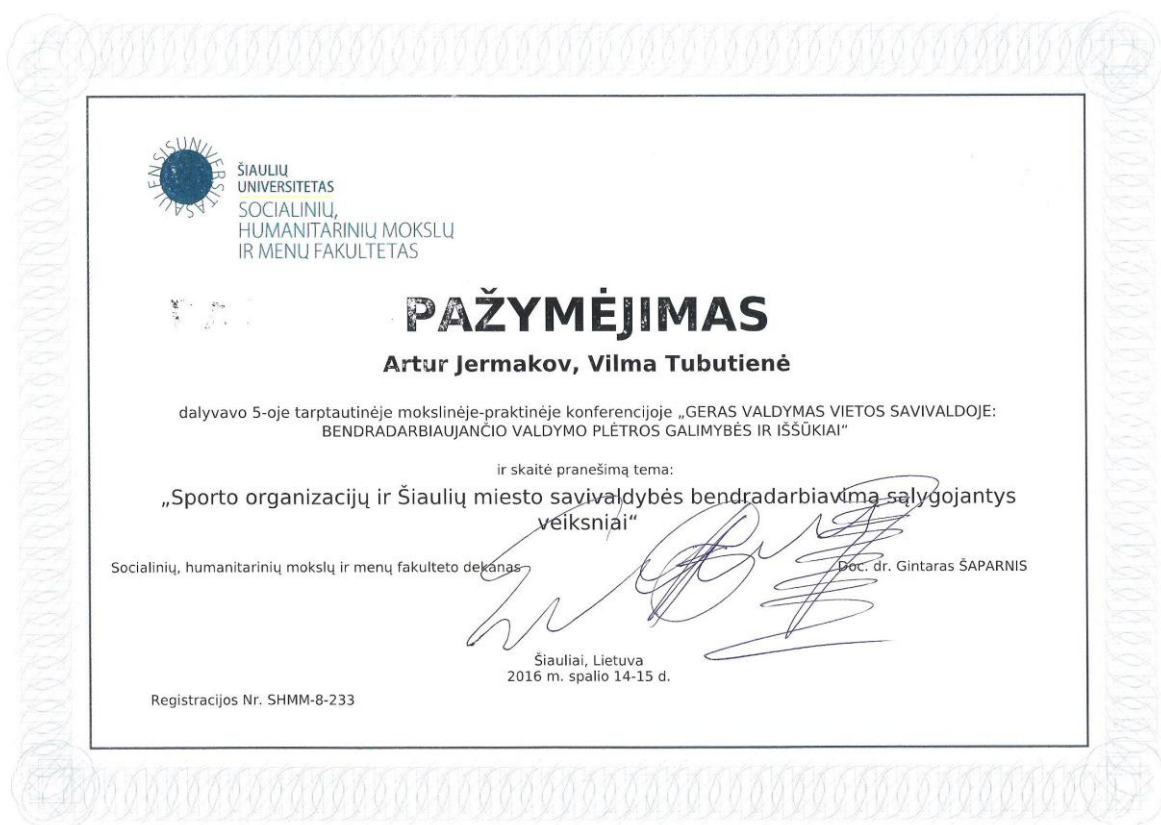 SIAULIENSIS UNIVERSITAS
ŠIAULIŲ
UNIVERSITETAS
SOCIALINIŲ,
HUMANITARINIŲ MOKSLŲ
IR MENŲ FAKULTETAS
PAŽYMĖJIMAS
Artur Jermakov, Vilma Tubutienė
dalyvavo 5-oje tarptautinėje mokslinėje-praktinėje konferencijoje „GERAS VALDYMAS VIETOS SAVIVALDOJE:
BENDRADARBIAUJANČIO VALDYMO PLĖTROS GALIMYBĖS IR IŠŠŪKIAI“
ir skaitė pranešimą tema:
„Sporto organizacijų ir Šiaulių miesto savivaldybės bendradarbiavimą sąlygojantys
veiksniai“
Socialinių, humanitarinių mokslų ir menų fakulteto dekanas
Doc. dr. Gintaras ŠAPARNIS
Šiauliai, Lietuva
2016 m. spalio 14-15 d.
Registracijos Nr. SHMM-8-233